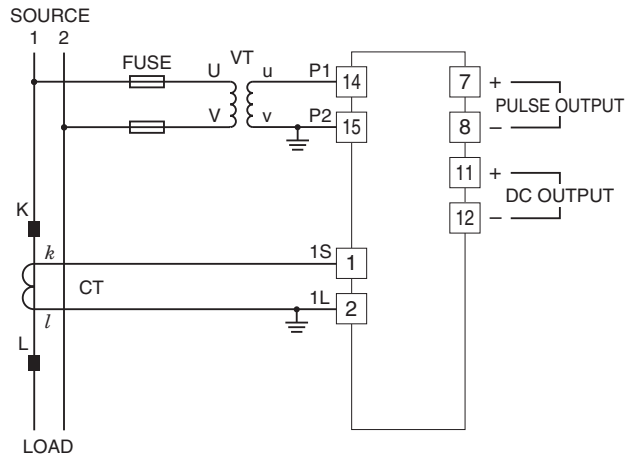 SOURCE
1 2
FUSE
VT
U u P1 14
V v P2 15
7 +
PULSE OUTPUT
8 –
11 +
DC OUTPUT
12 –
K
k 1S 1
CT
l 1L 2
L
LOAD